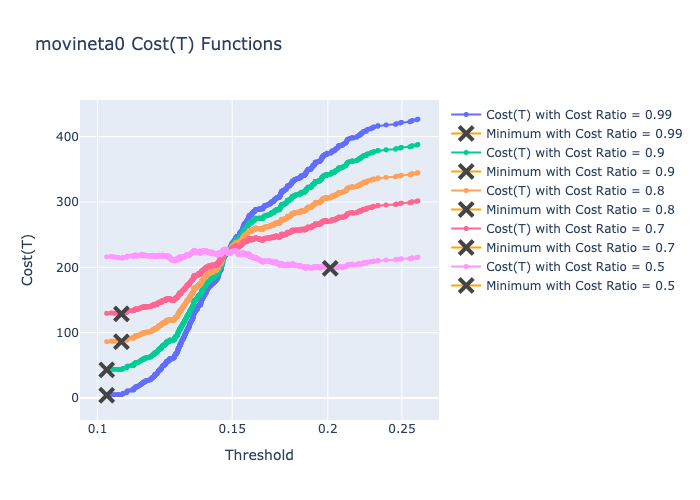 movineta0 Cost(T) Functions
Cost(T) with Cost Ratio = 0.99
Minimum with Cost Ratio = 0.99
Cost(T) with Cost Ratio = 0.9
Minimum with Cost Ratio = 0.9
Cost(T) with Cost Ratio = 0.8
Minimum with Cost Ratio = 0.8
Cost(T) with Cost Ratio = 0.7
Minimum with Cost Ratio = 0.7
Cost(T) with Cost Ratio = 0.5
Minimum with Cost Ratio = 0.5
Cost(T)
400
300
200
100
0
0.1 0.15 0.2 0.25
Threshold